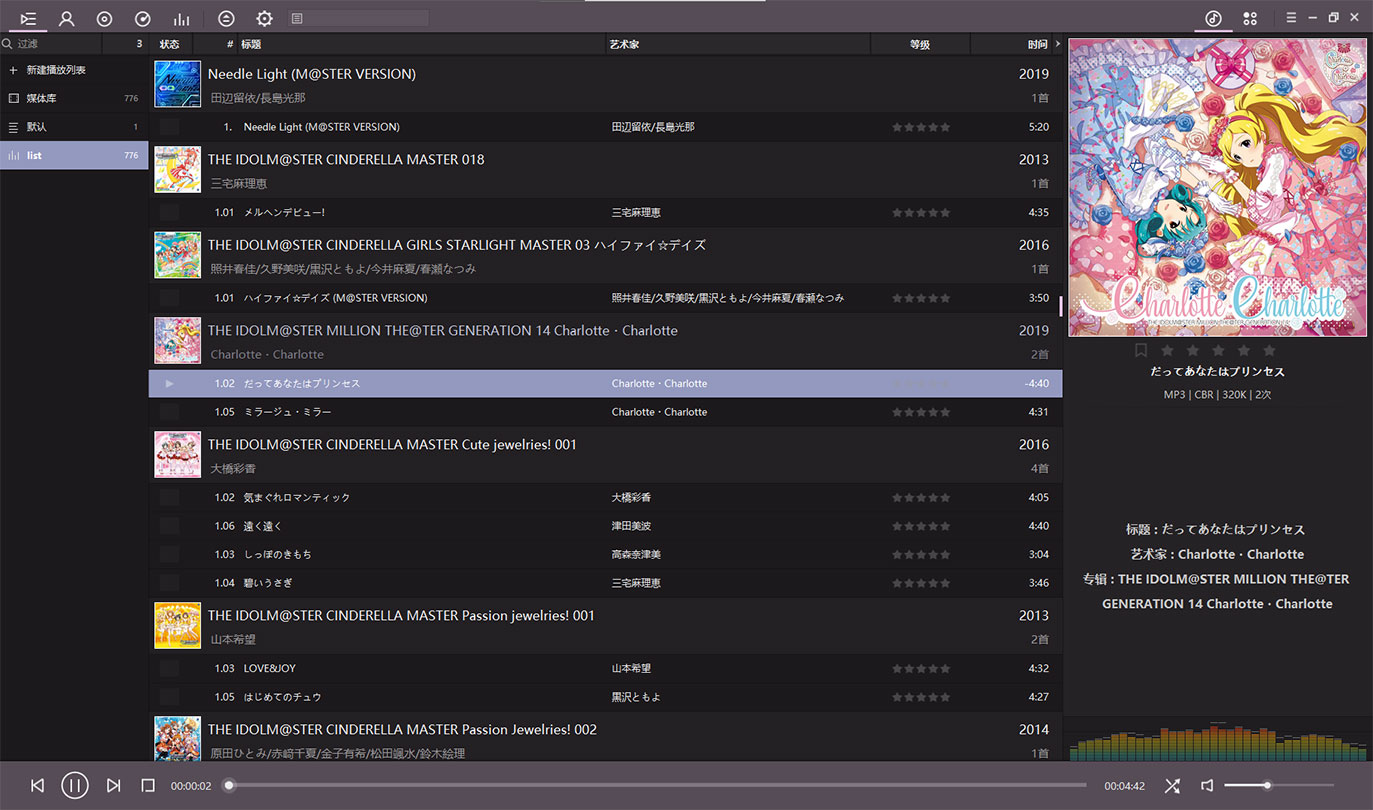 过滤
3
状态
#
标题
艺术家
等级
时间
新建播放列表
媒体库
776
默认
1
list
776
Needle Light (M@STER VERSION)
2019
田辺留依/長島光那
1首
1.
Needle Light (M@STER VERSION)
田辺留依/長島光那
5:20
THE IDOLM@STER CINDERELLA MASTER 018
2013
三宅麻理恵
1首
1.01
メルヘンデビュー!
三宅麻理恵
4:35
THE IDOLM@STER CINDERELLA GIRLS STARLIGHT MASTER 03 ハイファイ☆デイズ
2016
照井春佳/久野美咲/黒沢ともよ/今井麻夏/春瀬なつみ
1首
1.01
ハイファイ☆デイズ (M@STER VERSION)
照井春佳/久野美咲/黒沢ともよ/今井麻夏/春瀬なつみ
3:50
THE IDOLM@STER MILLION THE@TER GENERATION 14 Charlotte・Charlotte
2019
Charlotte・Charlotte
2首
1.02
だってあなたはプリンセス
Charlotte・Charlotte
-4:40
1.05
ミラージュ・ミラー
Charlotte・Charlotte
4:31
THE IDOLM@STER CINDERELLA MASTER Cute jewelries! 001
2016
大橋彩香
4首
1.02
気まぐれロマンティック
大橋彩香
4:05
1.06
遠く遠く
津田美波
4:40
1.03
しっぽのきもち
高森奈津美
3:04
1.04
碧いうさぎ
三宅麻理恵
3:46
THE IDOLM@STER CINDERELLA MASTER Passion jewelries! 001
2013
山本希望
2首
1.03
LOVE&JOY
山本希望
4:32
1.05
はじめてのチュウ
黒沢ともよ
4:27
THE IDOLM@STER CINDERELLA MASTER Passion Jewelries! 002
2014
原田ひとみ/赤﨑千夏/金子有希/松田颯水/鈴木絵理
1首
Charlotte Charlotte
THE IDOLM@STER MILLION THE@TER GENERATION 14
だってあなたはプリンセス
MP3 | CBR | 320K | 2次
标题 : だってあなたはプリンセス
艺术家 : Charlotte・Charlotte
专辑 : THE IDOLM@STER MILLION THE@TER
GENERATION 14 Charlotte・Charlotte
00:00:02
00:04:42